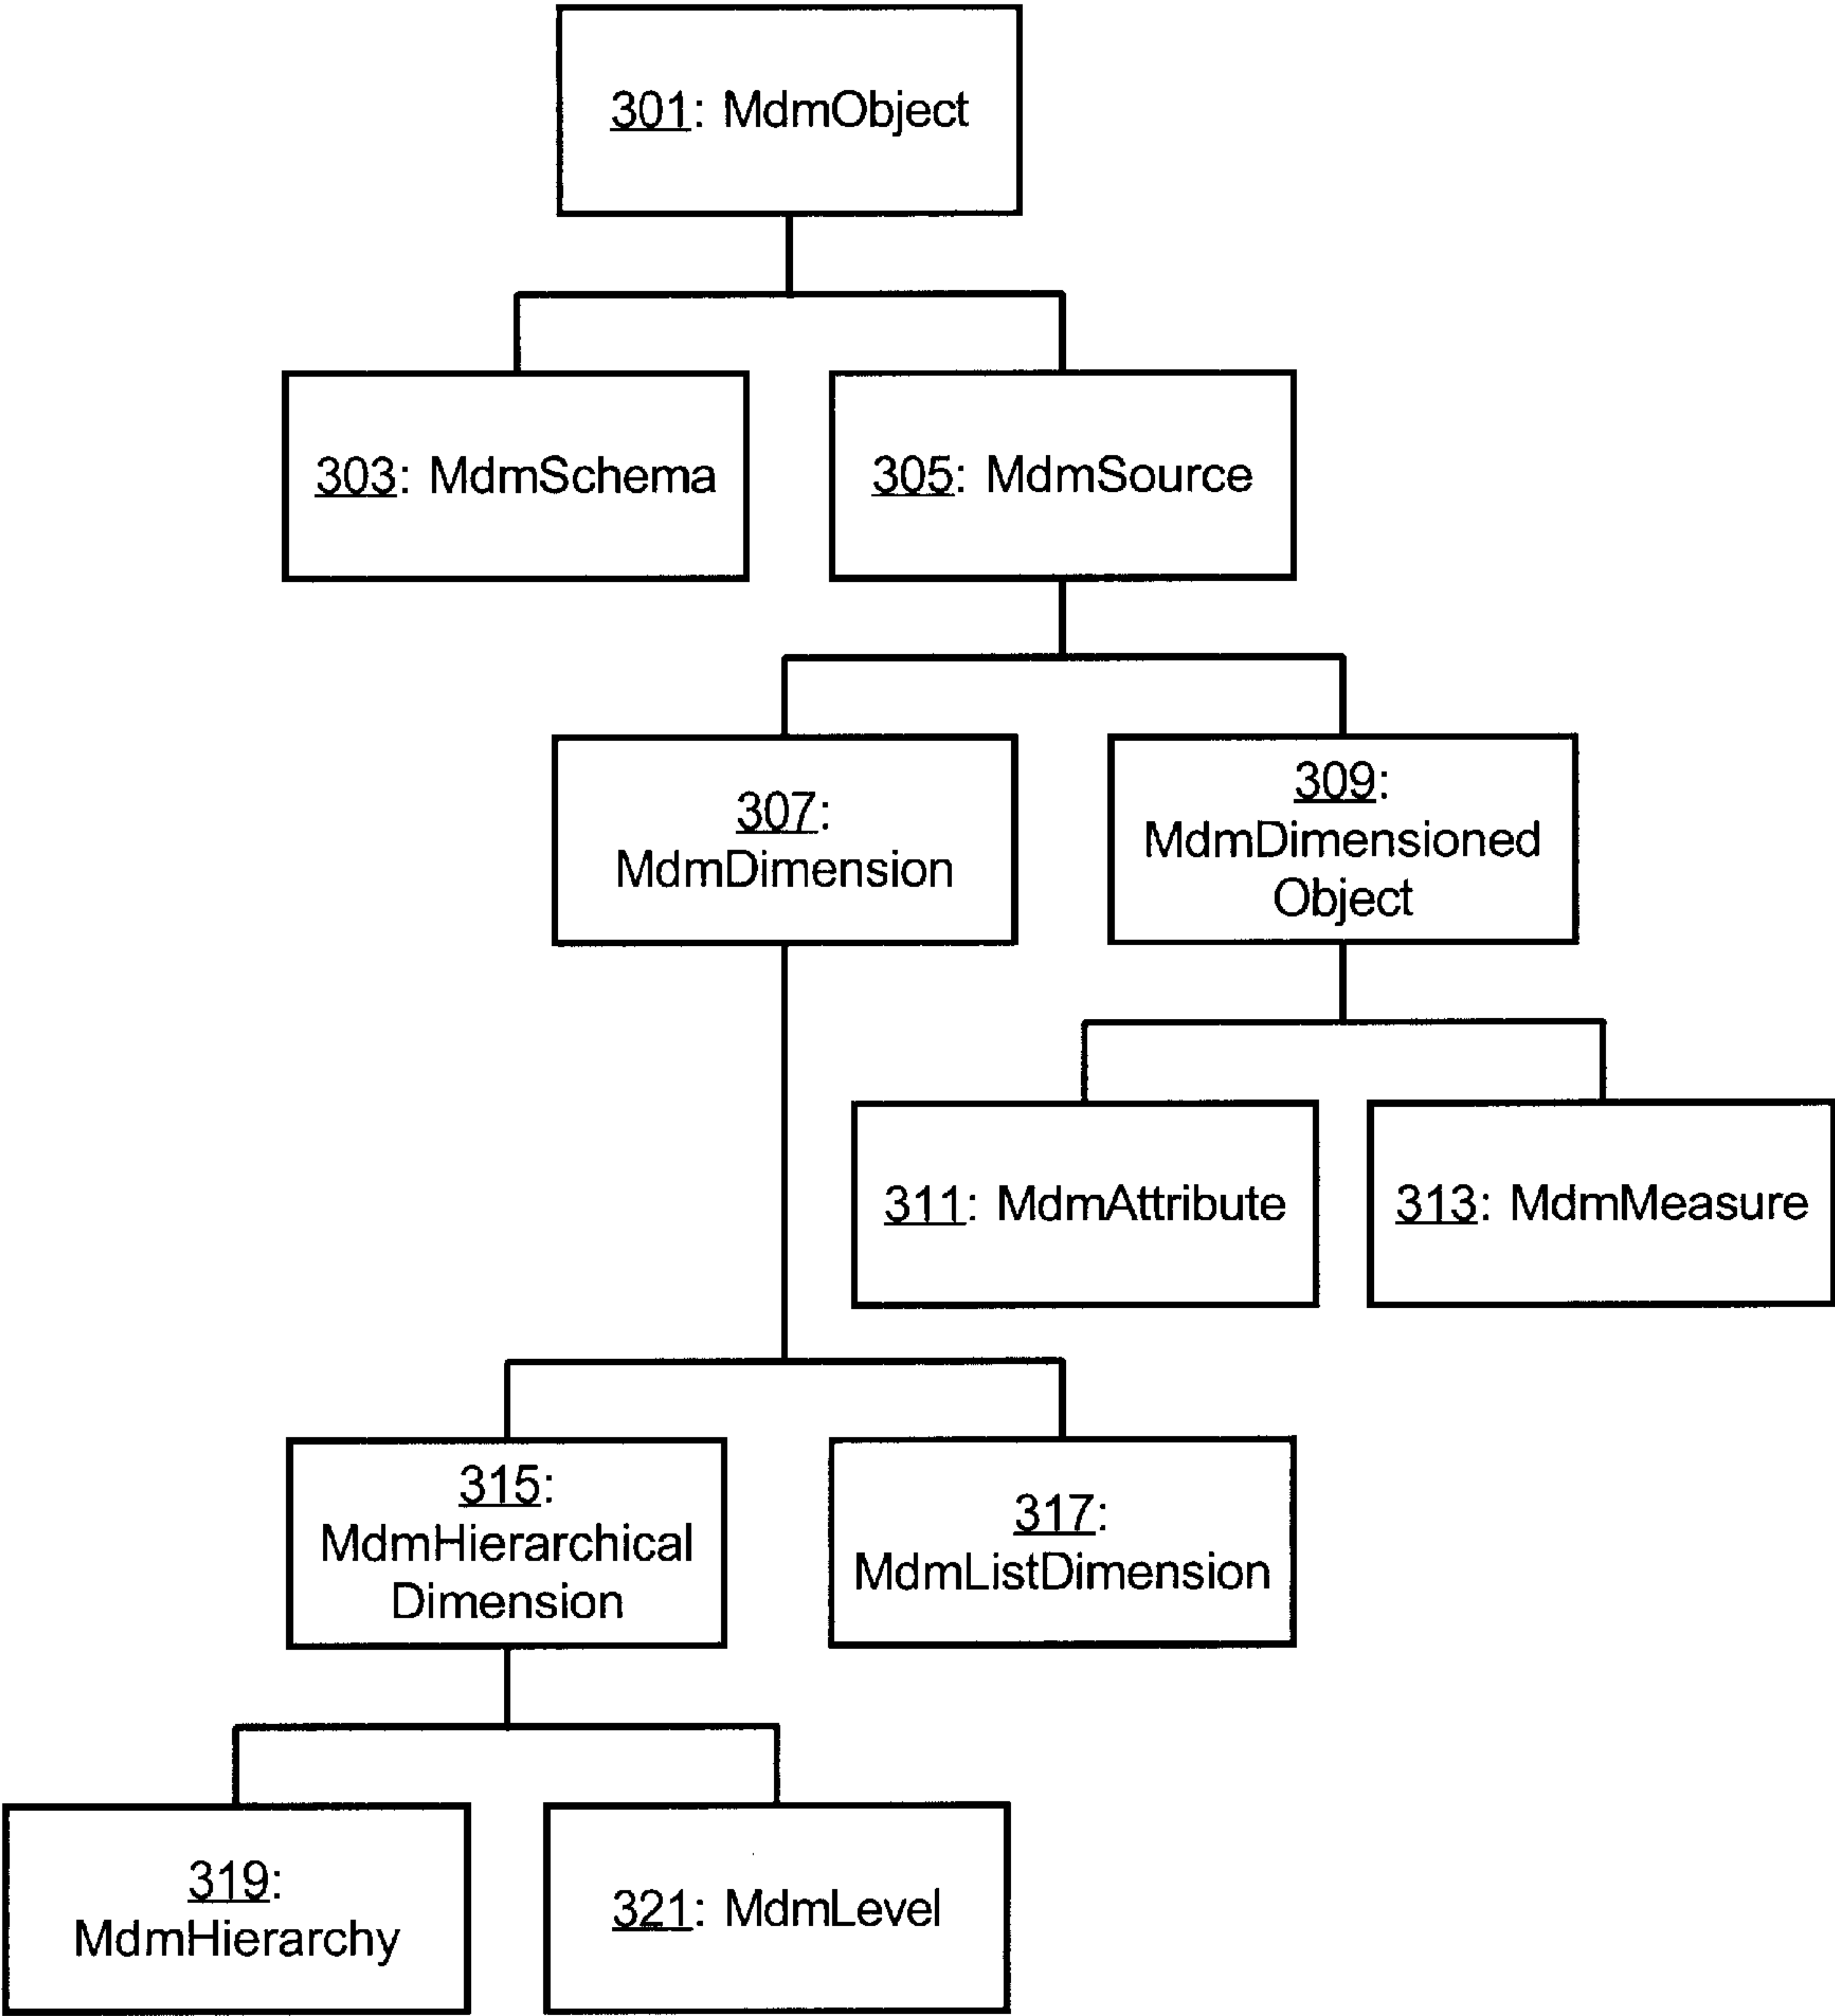 301: MdmObject
303: MdmSchema
305: MdmSource
307:
MdmDimension
309:
MdmDimensioned
Object
311: MdmAttribute
313: MdmMeasure
315:
MdmHierarchical
Dimension
317:
MdmListDimension
319:
MdmHierarchy
321: MdmLevel